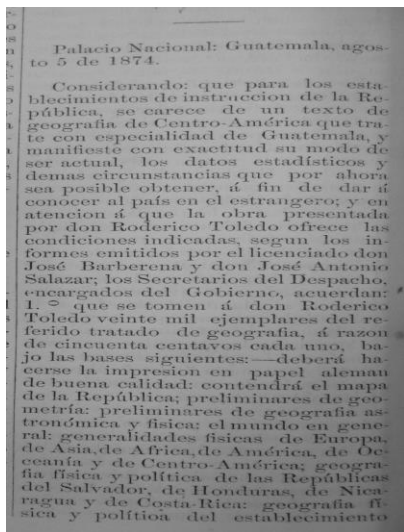 Palacio Nacional: Guatemala, agos-
to 5 de 1874.
Considerando: que para los esta-
blecimientos de instruccion de la Re-
pública, se carece de un texto de
geografia de Centro-América que tra-
te con especialidad de Guatemala, y
manifieste con exactitud su modo de
ser actual, los datos estadísticos y
demas circunstancias que por ahora
sea posible obtener, á fin de dar á
conocer al país en el estrangero; y en
atencion á que la obra presentada
por don Roderico Toledo ofrece las
condiciones indicadas, segun los in-
formes emitidos por el licenciado don
José Barberena y don José Antonio
Salazar; los Secretarios del Despacho,
encargados del Gobierno, acuerdan:
1.º que se tomen á don Roderico
Toledo veinte mil ejemplares del re-
ferido tratado de geografia, á razon
de cincuenta centavos cada uno, ba-
jo las bases siguientes:—deberá ha-
cerse la impresion en papel aleman
de buena calidad: contendrá el mapa
de la República; preliminares de geo-
metría: preliminares de geografia as-
tronómica y fisica: el mundo en gene-
ral: generalidades fisicas de Europa,
de Asia, de Africa, de América, de Oc-
ceanía y de Centro-América; geogra-
fia física y política de las Repúblicas
del Salvador, de Honduras, de Nica-
ragua y de Costa-Rica: geografia fí-
sica y política del establecimiento